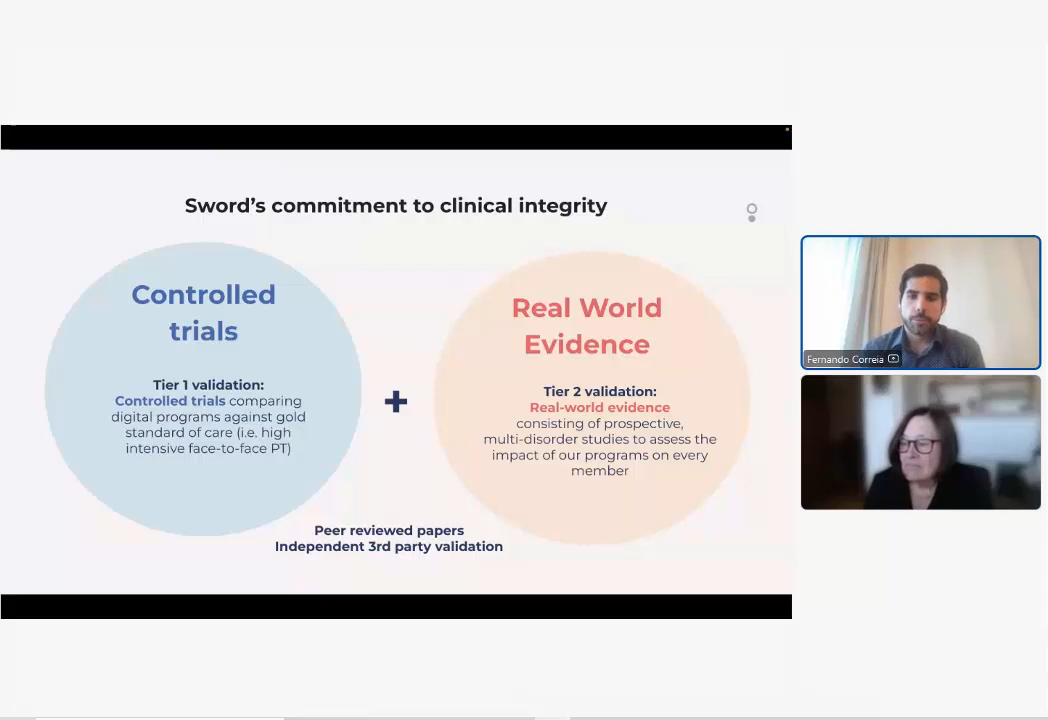 Sword's commitment to clinical integrity
Controlled
trials
Tier 1 validation:
Controlled trials comparing
digital programs against gold
standard of care (i.e. high
intensive face-to-face PT)
Real World
Evidence
Tier 2 validation:
Real-world evidence
consisting of prospective,
multi-disorder studies to assess the
impact of our programs on every
member
Peer reviewed papers
Independent 3rd party validation
Fernando Correia